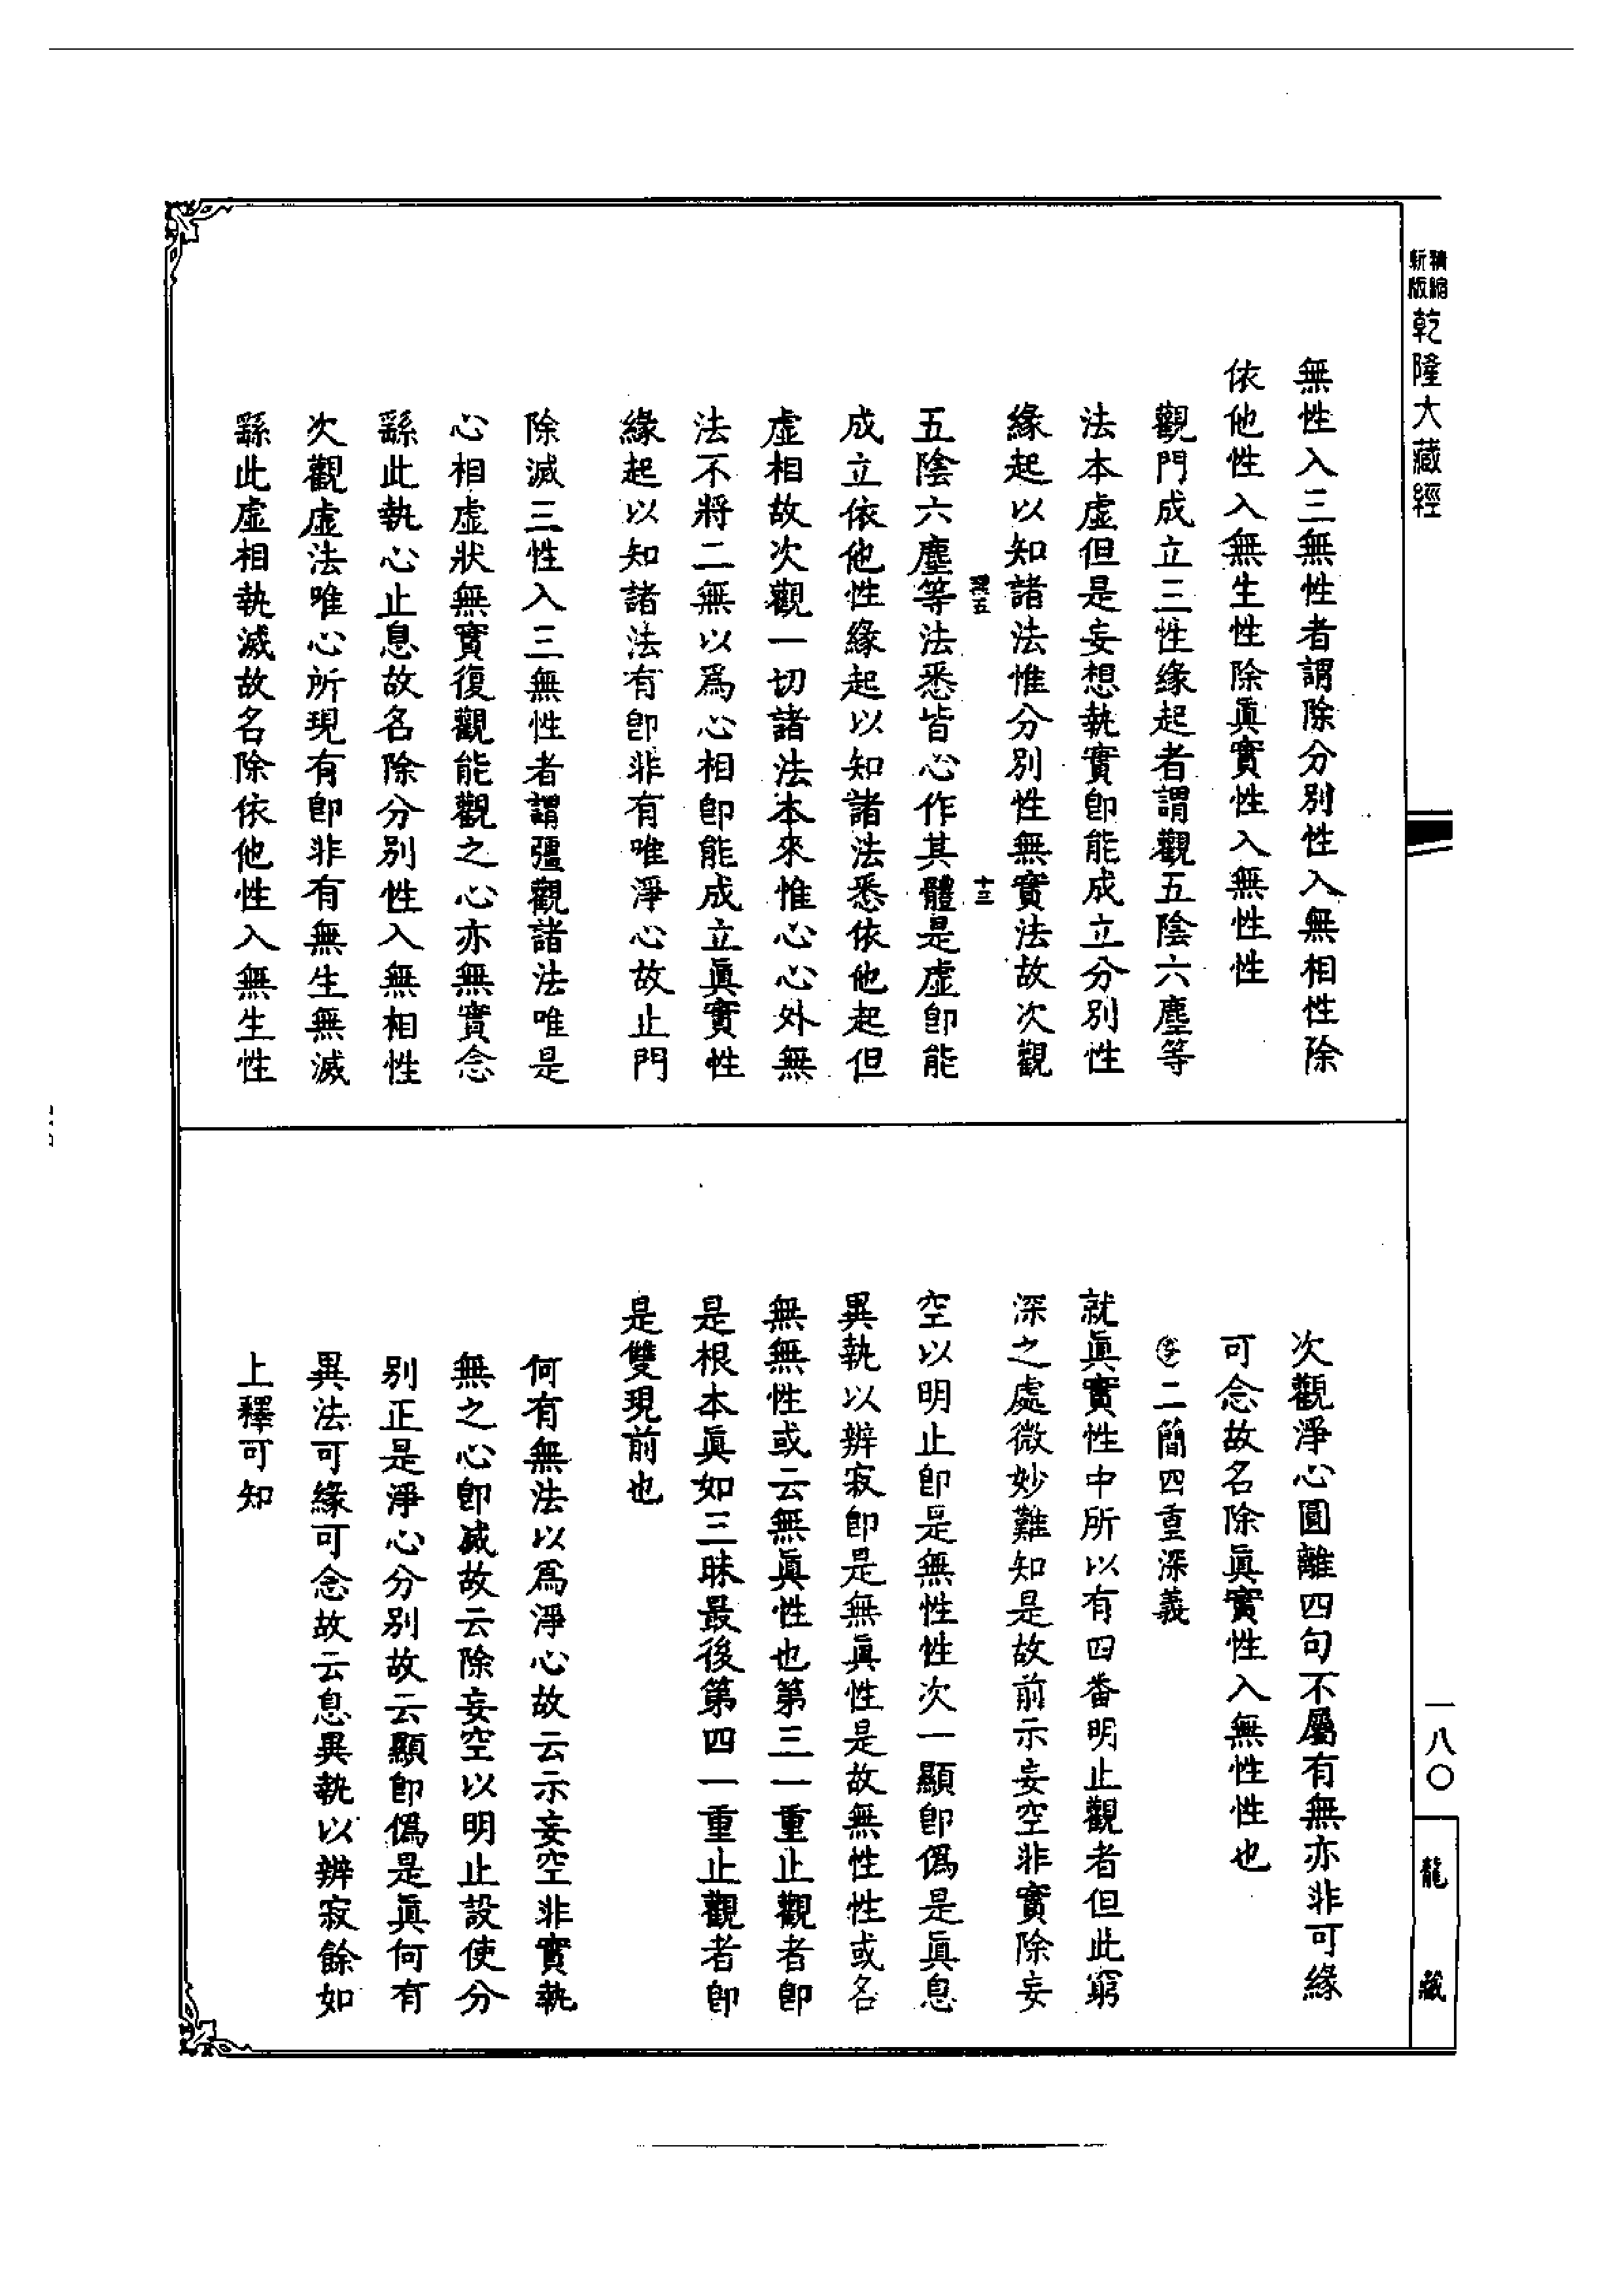 精縮新版乾隆大藏經
無性入三無性者謂除分別性入無相性除
依他性入無生性除眞實性入無性性
觀門成立三性緣起者謂觀五陰六塵等
法本虛但是妄想執實卽能成立分別性
緣起以知諸法惟分別性無實法故次觀
十三
五陰六塵等法悉皆心作其體是虛卽能
成立依他性緣起以知諸法悉依他起但
虛相故次觀一切諸法本來惟心心外無
法不將二無以爲心相卽能成立眞實性
緣起以知諸法有卽非有唯淨心故止門
除滅三性入三無性者謂彊觀諸法唯是
心相虛狀無實復觀能觀之心亦無實念
繇此執心止息故名除分別性入無相性
次觀虛法唯心所現有卽非有無生無滅
繇此虛相執滅故名除依他性入無生性
次觀淨心圓離四句不屬有無亦非可緣
可念故名除眞實性入無性性也
二簡四重深義
就眞實性中所以有四番明止觀者但此窮
深之處微妙難知是故前示妄空非實除妄
空以明止卽是無性性次一顯卽僞是眞息
異執以辨寂卽是無眞性是故無性性或名
無無性或云無眞性也第三一重止觀者卽
是根本眞如三昧最後第四一重止觀者卽
是雙現前也
何有無法以爲淨心故云示妄空非實執
無之心卽滅故云除妄空以明止設使分
別正是淨心分別故云顯卽僞是眞何有
異法可緣可念故云息異執以辨寂餘如
上釋可知
一八〇
龍藏